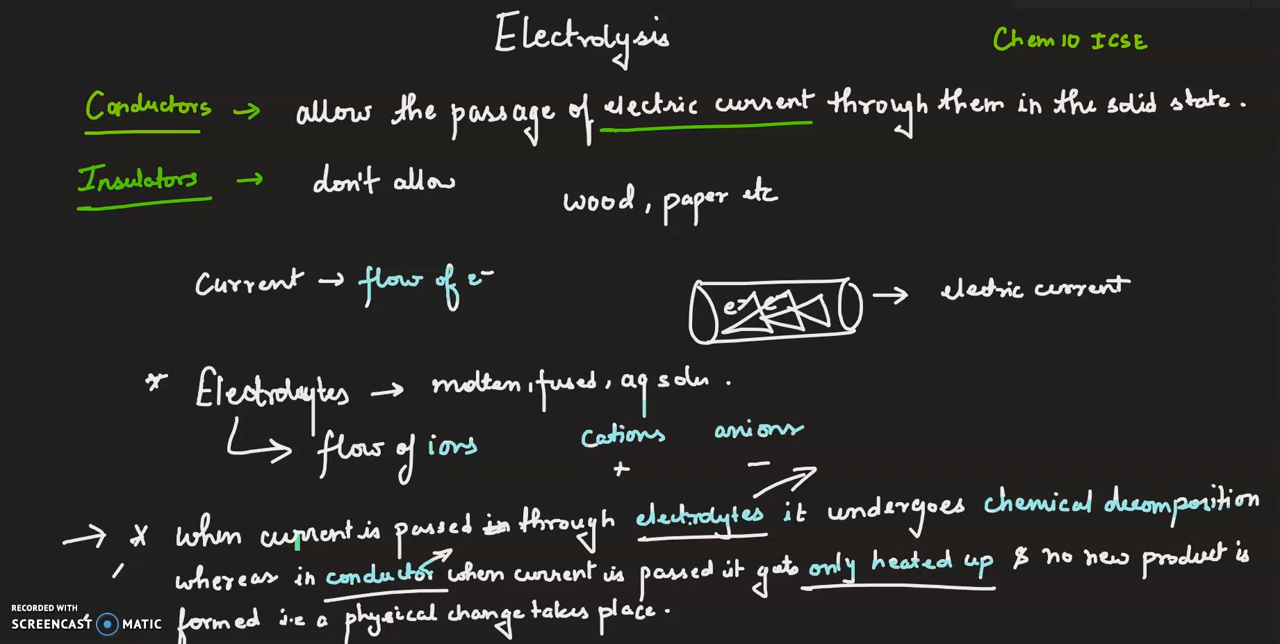 Electrolysis
Chem 10 ICSE
Conductors → allow the passage of electric current through them in the solid state.
Insulators → don't allow
wood, paper etc
Current → flow of e⁻
e⁻ e⁻ → electric current
* Electrolytes → molten, fused, aq soln.
flow of ions
cations anions
+ −
→ * when current is passed through electrolytes it undergoes chemical decomposition
whereas in conductor when current is passed it gets only heated up & no new product is
formed i.e a physical change takes place.
RECORDED WITH
SCREENCAST MATIC